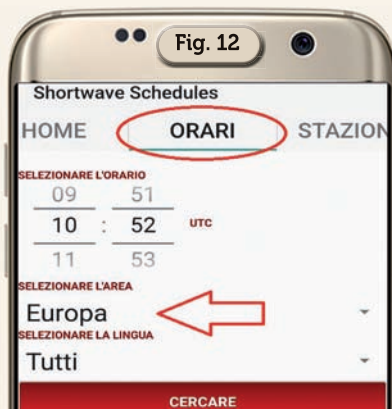 Fig. 12
Shortwave Schedules
HOME ORARI STAZION
SELEZIONARE L'ORARIO
09 51
10 : 52 UTC
11 53
SELEZIONARE L'AREA
Europa
SELEZIONARE LA LINGUA
Tutti
CERCARE